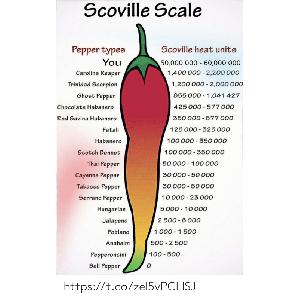 Scoville Scale
Pepper types Scoville heat units
You 50,000 000 - 60,000 000
Carolina Reaper 1,400 000 - 2,200 000
Trinidad Scorpion 1,200 000 - 2,000 000
Ghost Pepper 855 000 - 1,041 427
Chocolate Habanero 425 000 - 577 000
Red Savina Habanero 350 000 - 577 000
Fatali 125 000 - 325 000
Habanero 100 000 - 350 000
Scotch Bonnet 100 000 - 350 000
Thai Pepper 50 000 - 100 000
Cayenne Pepper 30 000 - 50 000
Tabasco Pepper 30 000 - 50 000
Serrano Pepper 10 000 - 23 000
Hungarian 5 000 - 10 000
Jalapeno 2 500 - 8 000
Poblano 1 000 - 1 500
Anaheim 500 - 2 500
Pepperoncini 100 - 500
Bell Pepper 0